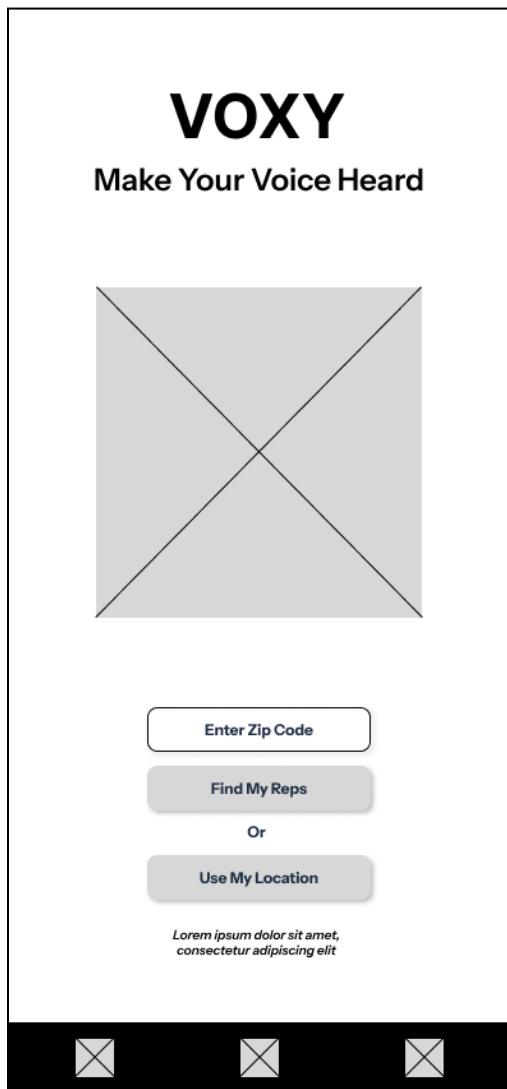 VOXY
Make Your Voice Heard
Enter Zip Code
Find My Reps
Or
Use My Location
Lorem ipsum dolor sit amet,
consectetur adipiscing elit